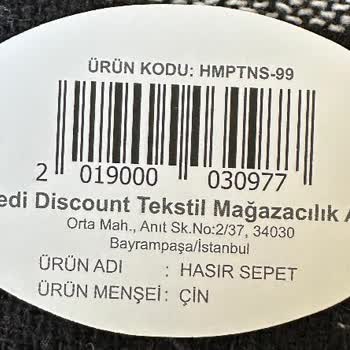 ÜRÜN KODU: HMPTNS-99
2 019000 030977
edi Discount Tekstil Mağazacılık A
Orta Mah., Anıt Sk.No:2/37, 34030
Bayrampaşa/İstanbul
ÜRÜN ADI : HASIR SEPET
ÜRÜN MENŞEİ : ÇİN